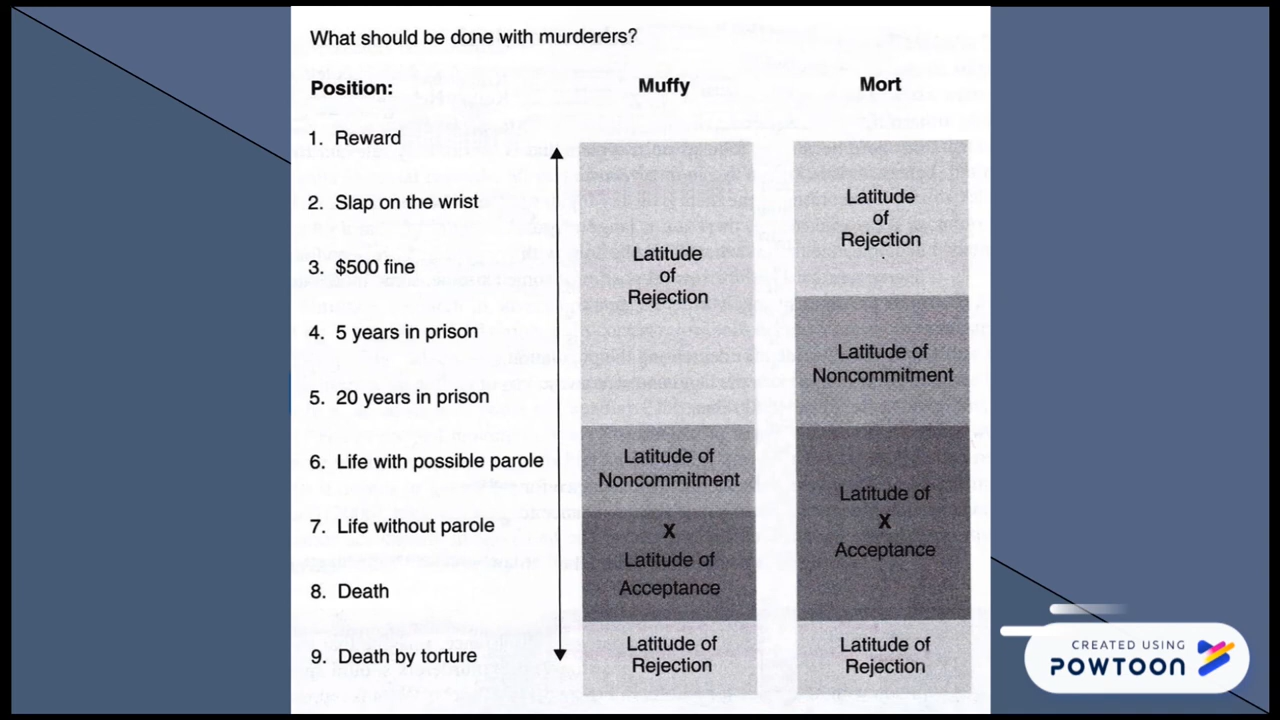 What should be done with murderers?
Position:
Muffy
Mort
1. Reward
2. Slap on the wrist
3. $500 fine
4. 5 years in prison
5. 20 years in prison
6. Life with possible parole
7. Life without parole
8. Death
9. Death by torture
Latitude
of
Rejection
Latitude of
Noncommitment
X
Latitude of
Acceptance
Latitude of
Rejection
Latitude
of
Rejection
Latitude of
Noncommitment
Latitude of
X
Acceptance
Latitude of
Rejection
CREATED USING
POWTOON